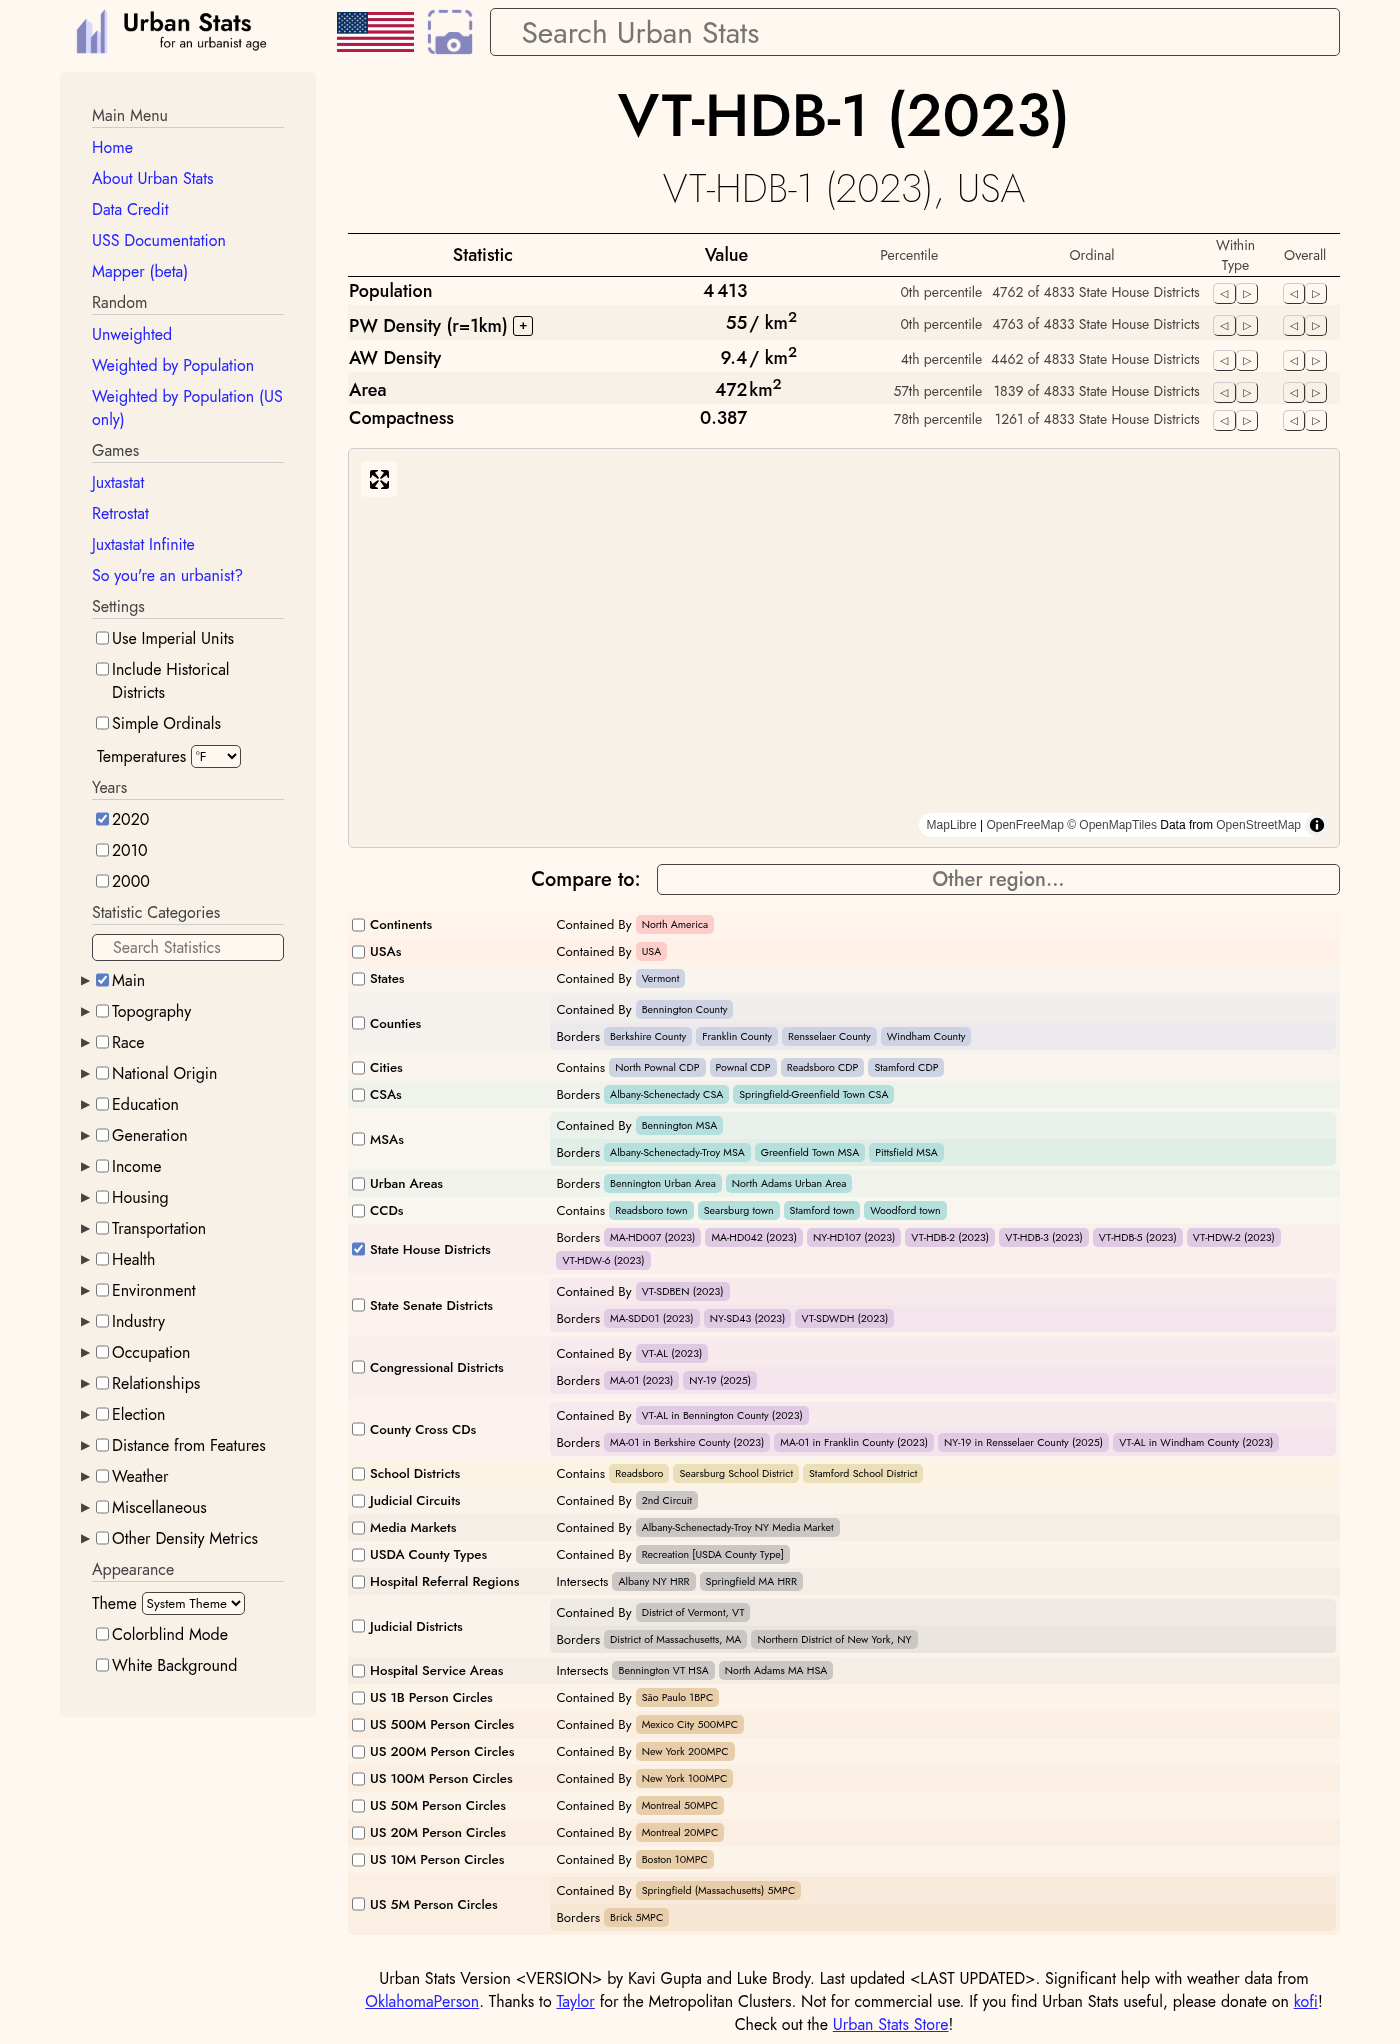 Urban Stats
for an urbanist age
Search Urban Stats
Main Menu
Home
About Urban Stats
Data Credit
USS Documentation
Mapper (beta)
Random
Unweighted
Weighted by Population
Weighted by Population (US
only)
Games
Juxtastat
Retrostat
Juxtastat Infinite
So you're an urbanist?
Settings
Use Imperial Units
Include Historical
Districts
Simple Ordinals
Temperatures °F
Years
2020
2010
2000
Statistic Categories
Search Statistics
Main
Topography
Race
National Origin
Education
Generation
Income
Housing
Transportation
Health
Environment
Industry
Occupation
Relationships
Election
Distance from Features
Weather
Miscellaneous
Other Density Metrics
Appearance
Theme System Theme
Colorblind Mode
White Background
VT-HDB-1 (2023)
VT-HDB-1 (2023), USA
Statistic Value Percentile Ordinal Within Type Overall
Population 4 413 0th percentile 4762 of 4833 State House Districts
PW Density (r=1km) + 55 / km² 0th percentile 4763 of 4833 State House Districts
AW Density 9.4 / km² 4th percentile 4462 of 4833 State House Districts
Area 472 km² 57th percentile 1839 of 4833 State House Districts
Compactness 0.387 78th percentile 1261 of 4833 State House Districts
MapLibre | OpenFreeMap © OpenMapTiles Data from OpenStreetMap
Compare to: Other region...
Continents Contained By North America
USAs Contained By USA
States Contained By Vermont
Counties Contained By Bennington County
Borders Berkshire County Franklin County Rensselaer County Windham County
Cities Contains North Pownal CDP Pownal CDP Readsboro CDP Stamford CDP
CSAs Borders Albany-Schenectady CSA Springfield-Greenfield Town CSA
MSAs Contained By Bennington MSA
Borders Albany-Schenectady-Troy MSA Greenfield Town MSA Pittsfield MSA
Urban Areas Borders Bennington Urban Area North Adams Urban Area
CCDs Contains Readsboro town Searsburg town Stamford town Woodford town
State House Districts Borders MA-HD007 (2023) MA-HD042 (2023) NY-HD107 (2023) VT-HDB-2 (2023) VT-HDB-3 (2023) VT-HDB-5 (2023) VT-HDW-2 (2023)
VT-HDW-6 (2023)
State Senate Districts Contained By VT-SDBEN (2023)
Borders MA-SDD01 (2023) NY-SD43 (2023) VT-SDWDH (2023)
Congressional Districts Contained By VT-AL (2023)
Borders MA-01 (2023) NY-19 (2025)
County Cross CDs Contained By VT-AL in Bennington County (2023)
Borders MA-01 in Berkshire County (2023) MA-01 in Franklin County (2023) NY-19 in Rensselaer County (2025) VT-AL in Windham County (2023)
School Districts Contains Readsboro Searsburg School District Stamford School District
Judicial Circuits Contained By 2nd Circuit
Media Markets Contained By Albany-Schenectady-Troy NY Media Market
USDA County Types Contained By Recreation [USDA County Type]
Hospital Referral Regions Intersects Albany NY HRR Springfield MA HRR
Judicial Districts Contained By District of Vermont, VT
Borders District of Massachusetts, MA Northern District of New York, NY
Hospital Service Areas Intersects Bennington VT HSA North Adams MA HSA
US 1B Person Circles Contained By São Paulo 1BPC
US 500M Person Circles Contained By Mexico City 500MPC
US 200M Person Circles Contained By New York 200MPC
US 100M Person Circles Contained By New York 100MPC
US 50M Person Circles Contained By Montreal 50MPC
US 20M Person Circles Contained By Montreal 20MPC
US 10M Person Circles Contained By Boston 10MPC
US 5M Person Circles Contained By Springfield (Massachusetts) 5MPC
Borders Brick 5MPC
Urban Stats Version <VERSION> by Kavi Gupta and Luke Brody. Last updated <LAST UPDATED>. Significant help with weather data from
OklahomaPerson. Thanks to Taylor for the Metropolitan Clusters. Not for commercial use. If you find Urban Stats useful, please donate on kofi!
Check out the Urban Stats Store!